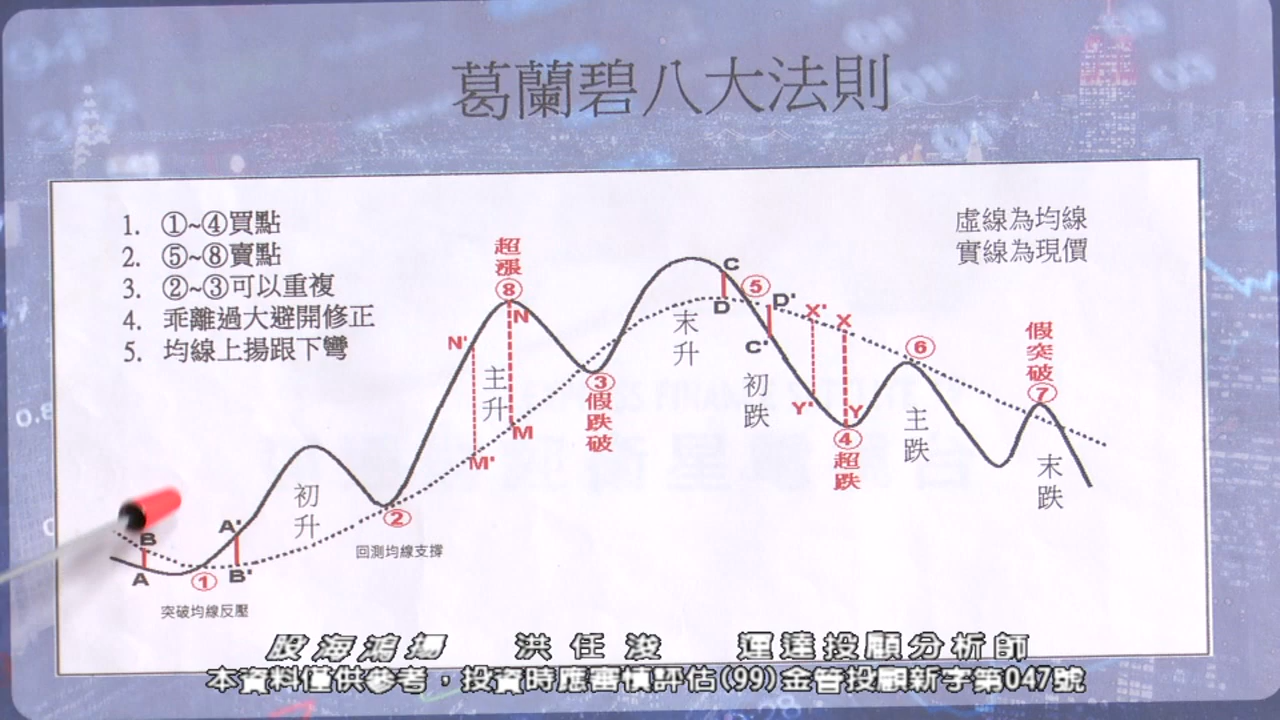 葛蘭碧八大法則
1. ①~④買點
2. ⑤~⑧賣點
3. ②~③可以重複
4. 乖離過大避開修正
5. 均線上揚跟下彎
虛線為均線
實線為現價
超漲
⑧
N
N'
主升
M
M'
③
假跌破
末升
C
⑤
D
D'
C'
初跌
X'
X
Y'
Y
④
超跌
⑥
主跌
假突破
⑦
末跌
初升
②
回測均線支撐
B
A
A'
B'
①
突破均線反壓
股海鴻揚 洪任浚 運達投顧分析師
本資料僅供參考，投資時應審慎評估(99)金管投顧新字第047號